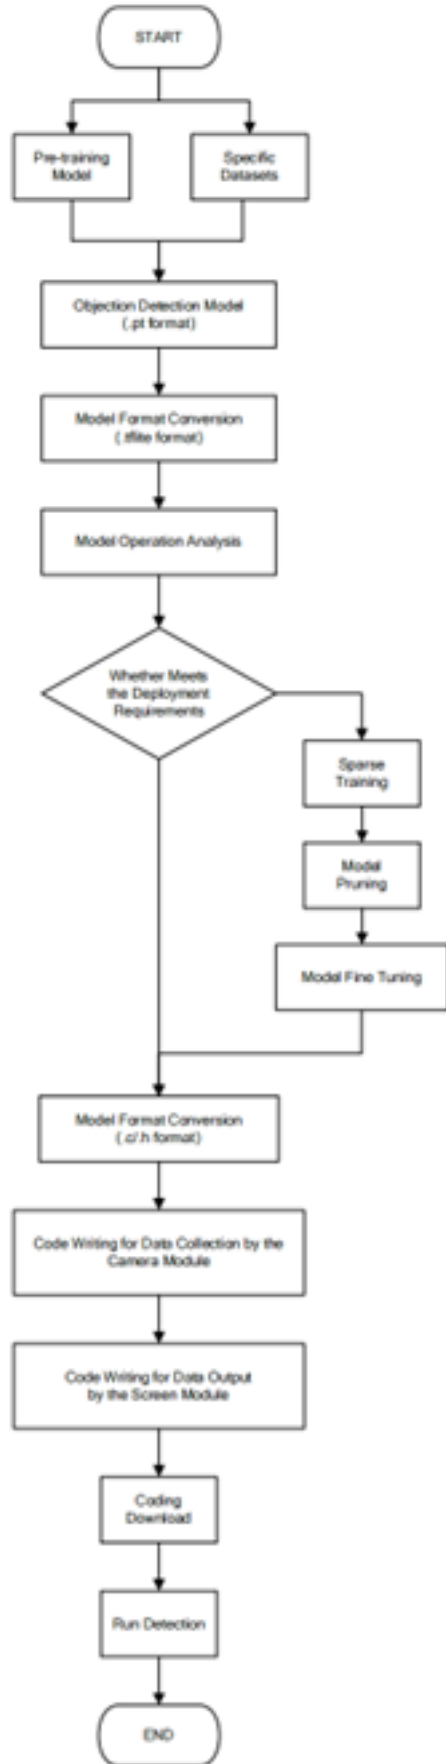 START
Pre-training
Model
Specific
Datasets
Objection Detection Model
(.pt format)
Model Format Conversion
(.tflite format)
Model Operation Analysis
Whether Meets
the Deployment
Requirements
Sparse
Training
Model
Pruning
Model Fine Tuning
Model Format Conversion
(.c/.h format)
Code Writing for Data Collection by the
Camera Module
Code Writing for Data Output
by the Screen Module
Coding
Download
Run Detection
END